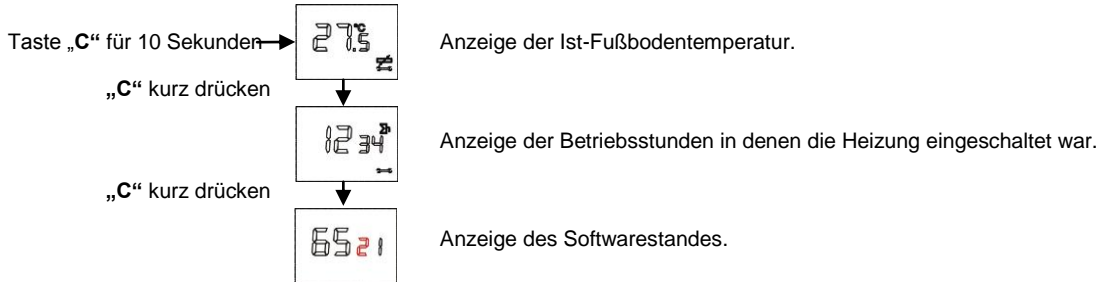 Taste „C“ für 10 Sekunden
27.5 °C
Anzeige der Ist-Fußbodentemperatur.
„C“ kurz drücken
1234 Σh
Anzeige der Betriebsstunden in denen die Heizung eingeschaltet war.
„C“ kurz drücken
6521
Anzeige des Softwarestandes.